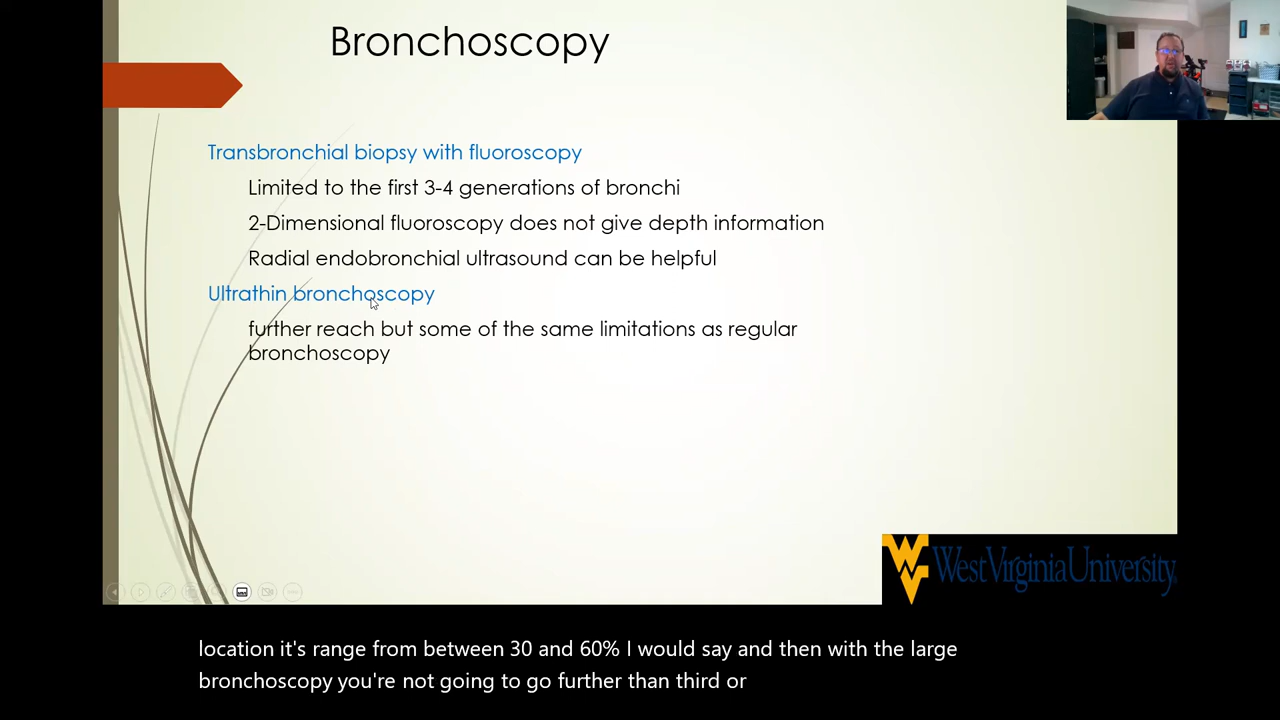 Bronchoscopy
Transbronchial biopsy with fluoroscopy
Limited to the first 3-4 generations of bronchi
2-Dimensional fluoroscopy does not give depth information
Radial endobronchial ultrasound can be helpful
Ultrathin bronchoscopy
further reach but some of the same limitations as regular
bronchoscopy
West Virginia University
location it's range from between 30 and 60% I would say and then with the large
bronchoscopy you're not going to go further than third or